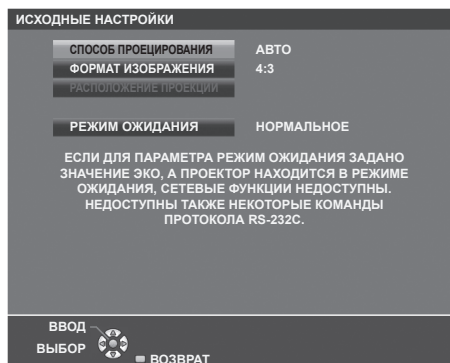 ИСХОДНЫЕ НАСТРОЙКИ
СПОСОБ ПРОЕЦИРОВАНИЯ АВТО
ФОРМАТ ИЗОБРАЖЕНИЯ 4:3
РАСПОЛОЖЕНИЕ ПРОЕКЦИИ
РЕЖИМ ОЖИДАНИЯ НОРМАЛЬНОЕ
ЕСЛИ ДЛЯ ПАРАМЕТРА РЕЖИМ ОЖИДАНИЯ ЗАДАНО
ЗНАЧЕНИЕ ЭКО, А ПРОЕКТОР НАХОДИТСЯ В РЕЖИМЕ
ОЖИДАНИЯ, СЕТЕВЫЕ ФУНКЦИИ НЕДОСТУПНЫ.
НЕДОСТУПНЫ ТАКЖЕ НЕКОТОРЫЕ КОМАНДЫ
ПРОТОКОЛА RS-232C.
ВВОД
ВЫБОР
ВОЗВРАТ